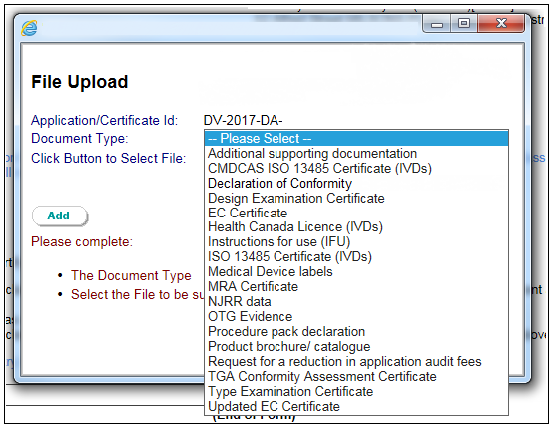 File Upload
Application/Certificate Id: DV-2017-DA-
Document Type: -- Please Select --
Click Button to Select File:
Additional supporting documentation
CMDCAS ISO 13485 Certificate (IVDs)
Declaration of Conformity
Design Examination Certificate
EC Certificate
Health Canada Licence (IVDs)
Instructions for use (IFU)
ISO 13485 Certificate (IVDs)
Medical Device labels
MRA Certificate
NJRR data
OTG Evidence
Procedure pack declaration
Product brochure/ catalogue
Request for a reduction in application audit fees
TGA Conformity Assessment Certificate
Type Examination Certificate
Updated EC Certificate
Add
Please complete:
• The Document Type
• Select the File to be su
(End of Form)